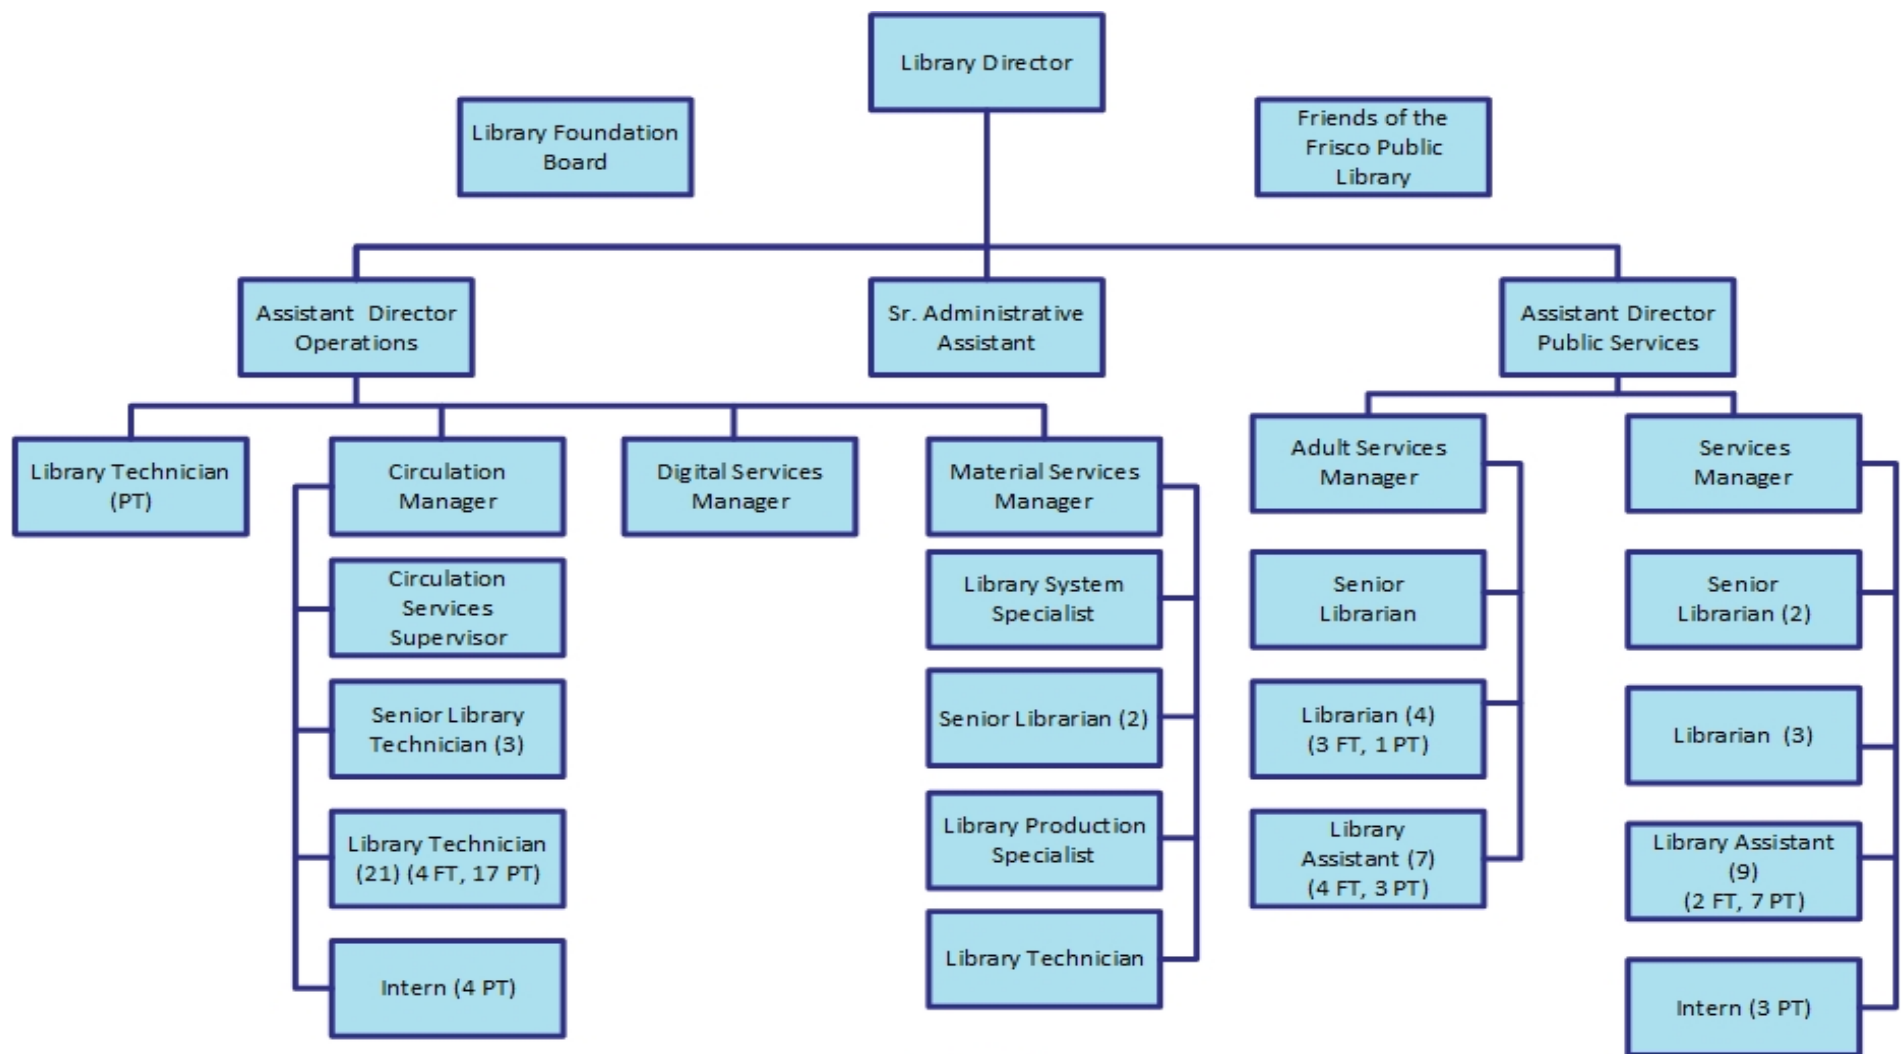 Library Director
Library Foundation
Board
Friends of the
Frisco Public
Library
Assistant Director
Operations
Sr. Administrative
Assistant
Assistant Director
Public Services
Library Technician
(PT)
Circulation
Manager
Digital Services
Manager
Material Services
Manager
Adult Services
Manager
Services
Manager
Circulation
Services
Supervisor
Senior Library
Technician (3)
Library Technician
(21) (4 FT, 17 PT)
Intern (4 PT)
Library System
Specialist
Senior Librarian (2)
Library Production
Specialist
Library Technician
Senior
Librarian
Librarian (4)
(3 FT, 1 PT)
Library
Assistant (7)
(4 FT, 3 PT)
Senior
Librarian (2)
Librarian (3)
Library Assistant
(9)
(2 FT, 7 PT)
Intern (3 PT)